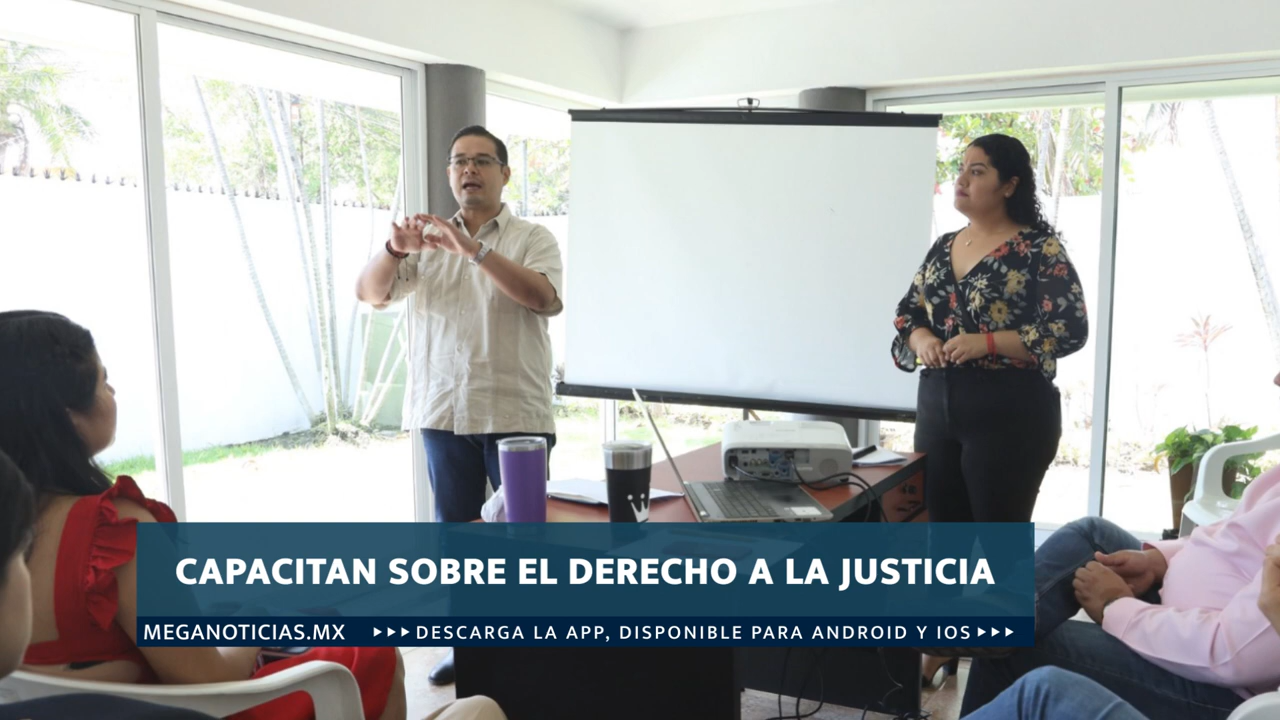 CAPACITAN SOBRE EL DERECHO A LA JUSTICIA
MEGANOTICIAS.MX DESCARGA LA APP, DISPONIBLE PARA ANDROID Y IOS